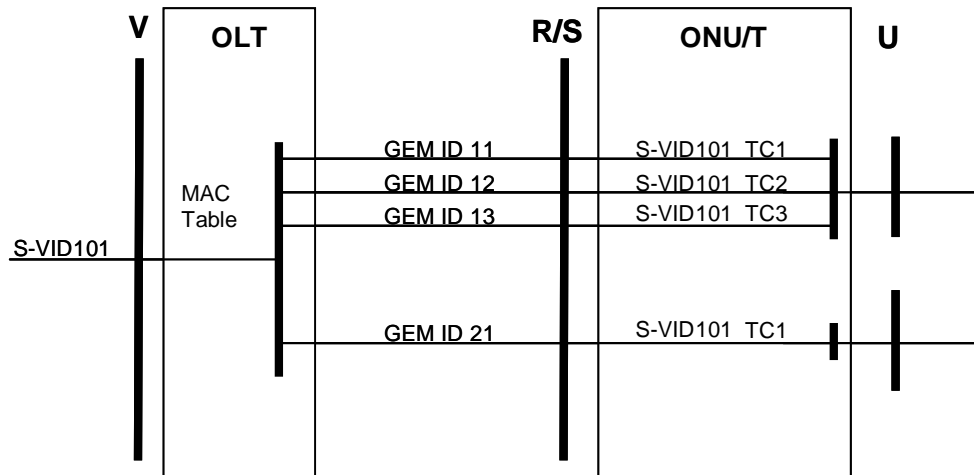 V OLT R/S ONU/T U
GEM ID 11 S-VID101 TC1
MAC Table
GEM ID 12 S-VID101 TC2
GEM ID 13 S-VID101 TC3
S-VID101
GEM ID 21 S-VID101 TC1